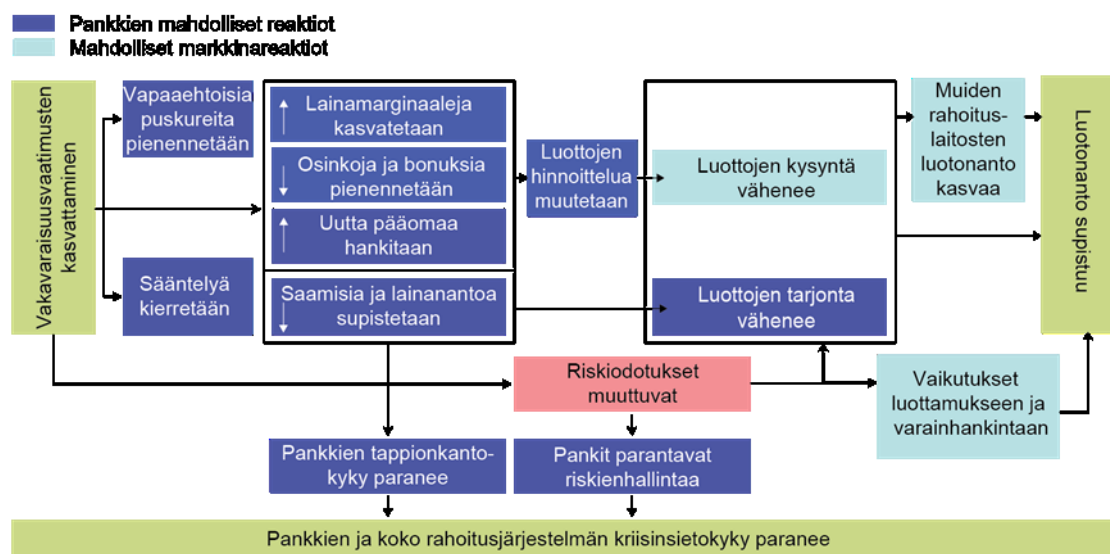 Pankkien mahdolliset reaktiot
Mahdolliset markkinareaktiot
Vakavaraisuusvaatimusten
kasvattaminen
Vapaaehtoisia
puskureita
pienennetään
Sääntelyä
kierretään
Lainamarginaaleja
kasvatetaan
Osinkoja ja bonuksia
pienennetään
Uutta pääomaa
hankitaan
Saamisia ja lainanantoa
supistetaan
Luottojen
hinnoittelua
muutetaan
Luottojen kysyntä
vähenee
Luottojen tarjonta
vähenee
Muiden
rahoitus-
laitosten
luotonanto
kasvaa
Luotonanto supistuu
Riskiodotukset
muuttuvat
Vaikutukset
luottamukseen ja
varainhankintaan
Pankkien tappionkanto-
kyky paranee
Pankit parantavat
riskienhallintaa
Pankkien ja koko rahoitusjärjestelmän kriisinsietokyky paranee